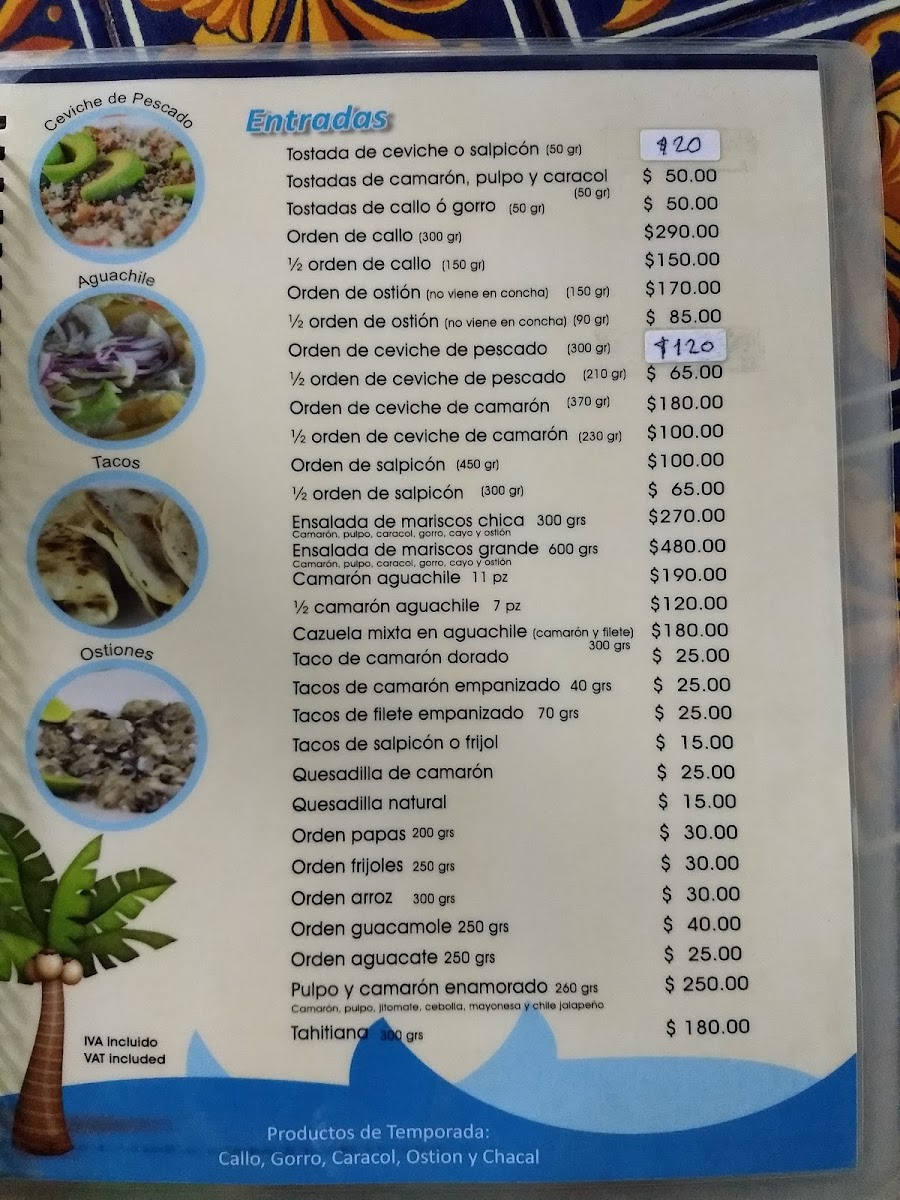 Ceviche de Pescado
Aguachile
Tacos
Ostiones
Entradas
Tostada de ceviche o salpicón (50 gr) $20
Tostadas de camarón, pulpo y caracol $ 50.00
(50 gr)
Tostadas de callo ó gorro (50 gr) $ 50.00
Orden de callo (300 gr) $290.00
½ orden de callo (150 gr) $150.00
Orden de ostión (no viene en concha) (150 gr) $170.00
½ orden de ostión (no viene en concha) (90 gr) $ 85.00
Orden de ceviche de pescado (300 gr) $120
½ orden de ceviche de pescado (210 gr) $ 65.00
Orden de ceviche de camarón (370 gr) $180.00
½ orden de ceviche de camarón (230 gr) $100.00
Orden de salpicón (450 gr) $100.00
½ orden de salpicón (300 gr) $ 65.00
Ensalada de mariscos chica 300 grs $270.00
Camarón, pulpo, caracol, gorro, cayo y ostión
Ensalada de mariscos grande 600 grs $480.00
Camarón, pulpo, caracol, gorro, cayo y ostión
Camarón aguachile 11 pz $190.00
½ camarón aguachile 7 pz $120.00
Cazuela mixta en aguachile (camarón y filete) $180.00
300 grs
Taco de camarón dorado $ 25.00
Tacos de camarón empanizado 40 grs $ 25.00
Tacos de filete empanizado 70 grs $ 25.00
Tacos de salpicón o frijol $ 15.00
Quesadilla de camarón $ 25.00
Quesadilla natural $ 15.00
Orden papas 200 grs $ 30.00
Orden frijoles 250 grs $ 30.00
Orden arroz 300 grs $ 30.00
Orden guacamole 250 grs $ 40.00
Orden aguacate 250 grs $ 25.00
Pulpo y camarón enamorado 260 grs $ 250.00
Camarón, pulpo, jitomate, cebolla, mayonesa y chile jalapeño
Tahitiana 300 grs $ 180.00
IVA incluido
VAT included
Productos de Temporada:
Callo, Gorro, Caracol, Ostion y Chacal